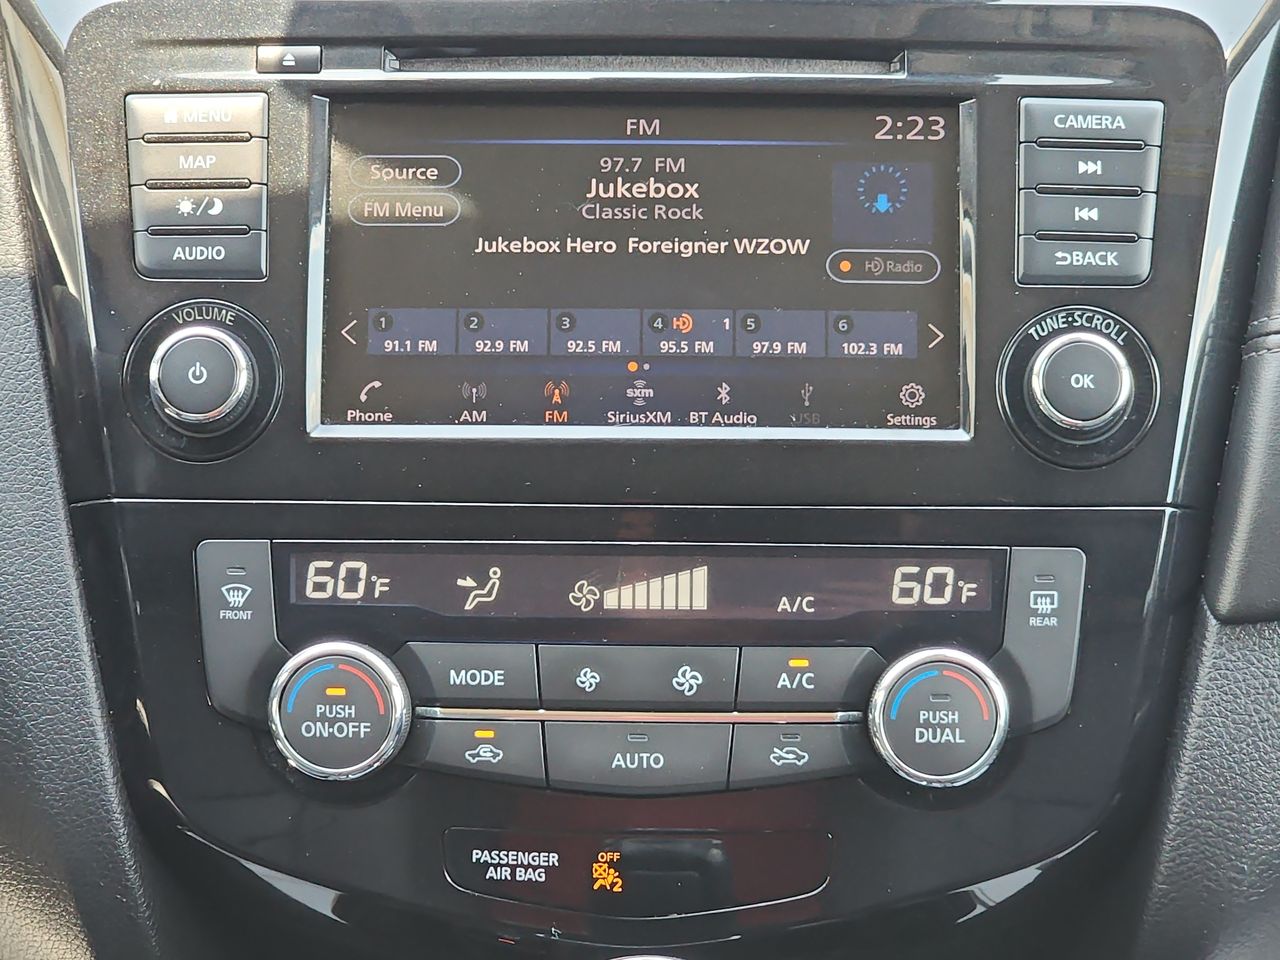 MENU
MAP
AUDIO
VOLUME
FM
2:23
Source
FM Menu
97.7 FM
Jukebox
Classic Rock
Jukebox Hero Foreigner WZOW
HD Radio
1
91.1 FM
2
92.9 FM
3
92.5 FM
4 HD 1
95.5 FM
5
97.9 FM
6
102.3 FM
Phone
AM
FM
sxm
SiriusXM
BT Audio
USB
Settings
CAMERA
BACK
TUNE·SCROLL
OK
FRONT
60°F
A/C
60°F
REAR
PUSH
ON·OFF
MODE
A/C
AUTO
PUSH
DUAL
PASSENGER
AIR BAG
OFF
2